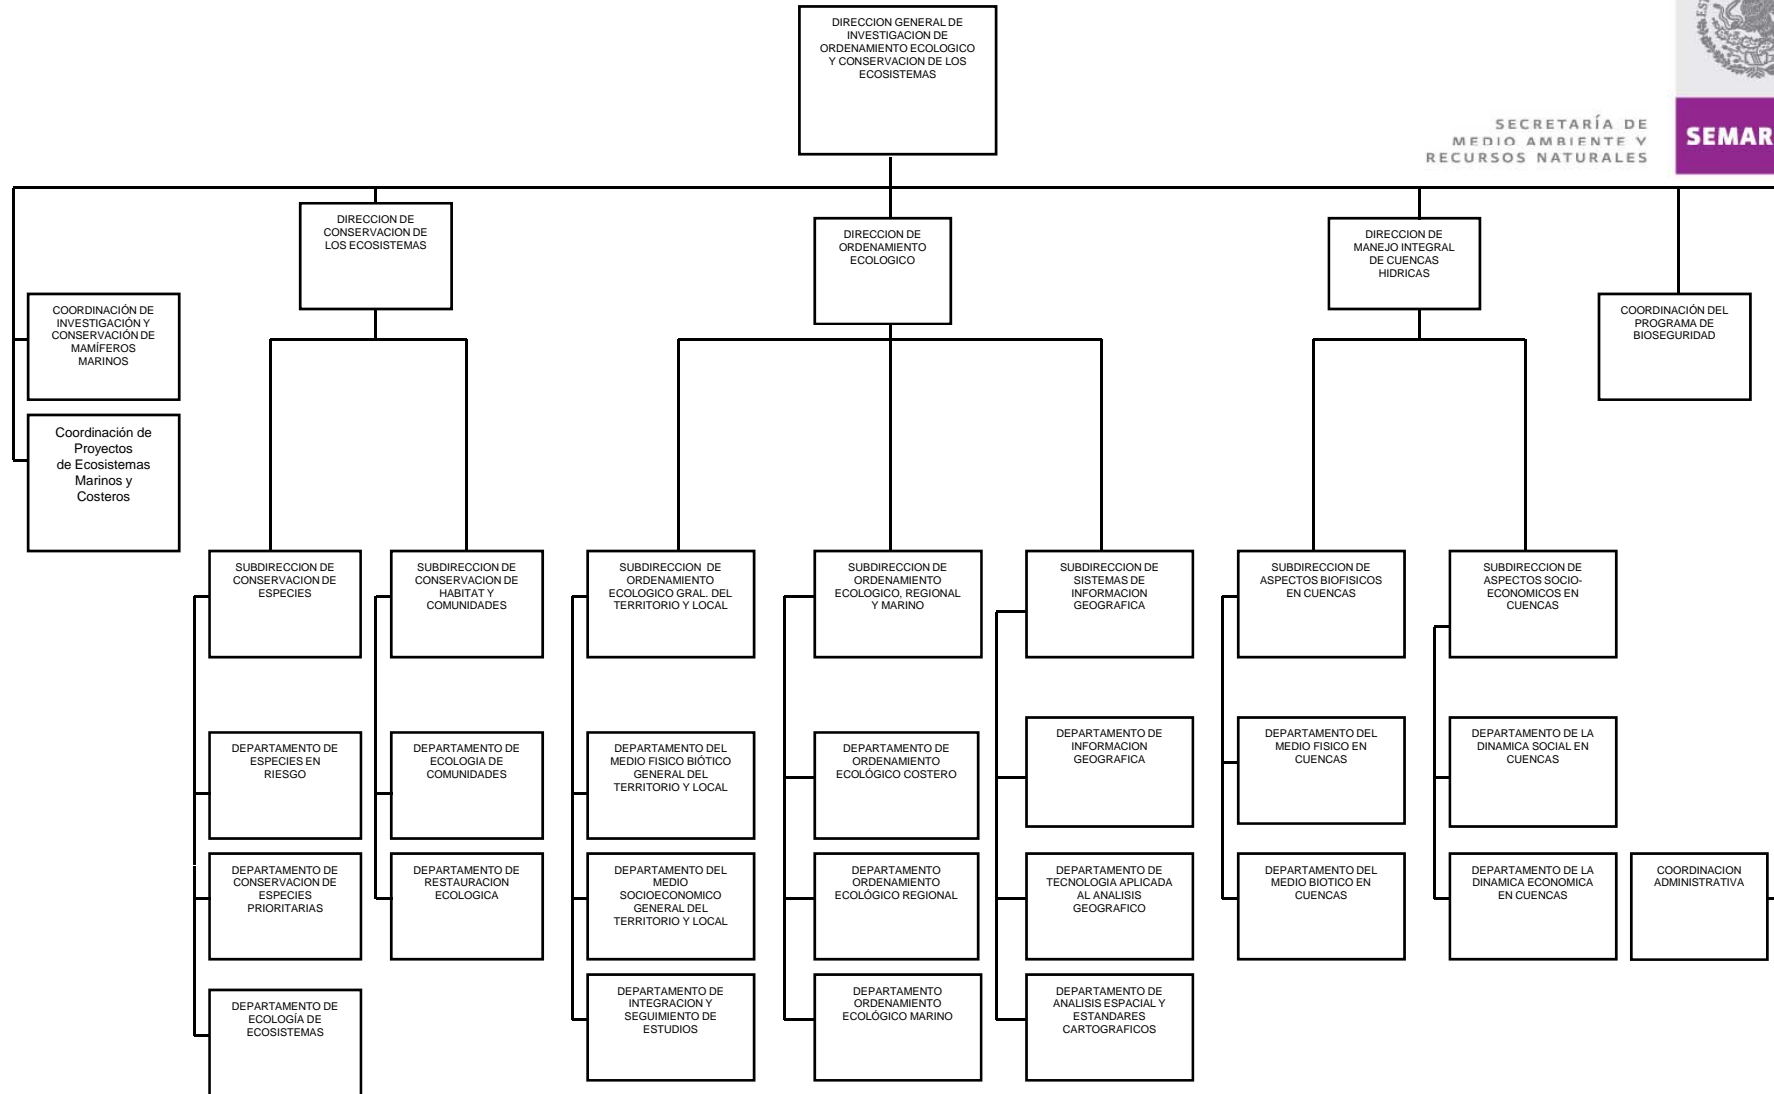 DIRECCION GENERAL DE
INVESTIGACION DE
ORDENAMIENTO ECOLOGICO
Y CONSERVACION DE LOS
ECOSISTEMAS
SECRETARÍA DE
MEDIO AMBIENTE Y
RECURSOS NATURALES
SEMAR
DIRECCION DE
CONSERVACION DE
LOS ECOSISTEMAS
DIRECCION DE
ORDENAMIENTO
ECOLOGICO
DIRECCION DE
MANEJO INTEGRAL
DE CUENCAS
HIDRICAS
COORDINACIÓN DE
INVESTIGACIÓN Y
CONSERVACIÓN DE
MAMÍFEROS
MARINOS
COORDINACIÓN DEL
PROGRAMA DE
BIOSEGURIDAD
Coordinación de
Proyectos
de Ecosistemas
Marinos y
Costeros
SUBDIRECCION DE
CONSERVACION DE
ESPECIES
SUBDIRECCION DE
CONSERVACION DE
HABITAT Y
COMUNIDADES
SUBDIRECCION DE
ORDENAMIENTO
ECOLOGICO GRAL. DEL
TERRITORIO Y LOCAL
SUBDIRECCION DE
ORDENAMIENTO
ECOLOGICO, REGIONAL
Y MARINO
SUBDIRECCION DE
SISTEMAS DE
INFORMACION
GEOGRAFICA
SUBDIRECCION DE
ASPECTOS BIOFISICOS
EN CUENCAS
SUBDIRECCION DE
ASPECTOS SOCIO-
ECONOMICOS EN
CUENCAS
DEPARTAMENTO DE
ESPECIES EN
RIESGO
DEPARTAMENTO DE
ECOLOGIA DE
COMUNIDADES
DEPARTAMENTO DEL
MEDIO FISICO BIÓTICO
GENERAL DEL
TERRITORIO Y LOCAL
DEPARTAMENTO DE
ORDENAMIENTO
ECOLÓGICO COSTERO
DEPARTAMENTO DE
INFORMACION
GEOGRAFICA
DEPARTAMENTO DEL
MEDIO FISICO EN
CUENCAS
DEPARTAMENTO DE LA
DINAMICA SOCIAL EN
CUENCAS
DEPARTAMENTO DE
CONSERVACION DE
ESPECIES
PRIORITARIAS
DEPARTAMENTO DE
RESTAURACION
ECOLOGICA
DEPARTAMENTO DEL
MEDIO
SOCIOECONOMICO
GENERAL DEL
TERRITORIO Y LOCAL
DEPARTAMENTO
ORDENAMIENTO
ECOLÓGICO REGIONAL
DEPARTAMENTO DE
TECNOLOGIA APLICADA
AL ANALISIS
GEOGRAFICO
DEPARTAMENTO DEL
MEDIO BIOTICO EN
CUENCAS
DEPARTAMENTO DE LA
DINAMICA ECONOMICA
EN CUENCAS
COORDINACION
ADMINISTRATIVA
DEPARTAMENTO DE
ECOLOGÍA DE
ECOSISTEMAS
DEPARTAMENTO DE
INTEGRACION Y
SEGUIMIENTO DE
ESTUDIOS
DEPARTAMENTO
ORDENAMIENTO
ECOLÓGICO MARINO
DEPARTAMENTO DE
ANALISIS ESPACIAL Y
ESTANDARES
CARTOGRAFICOS